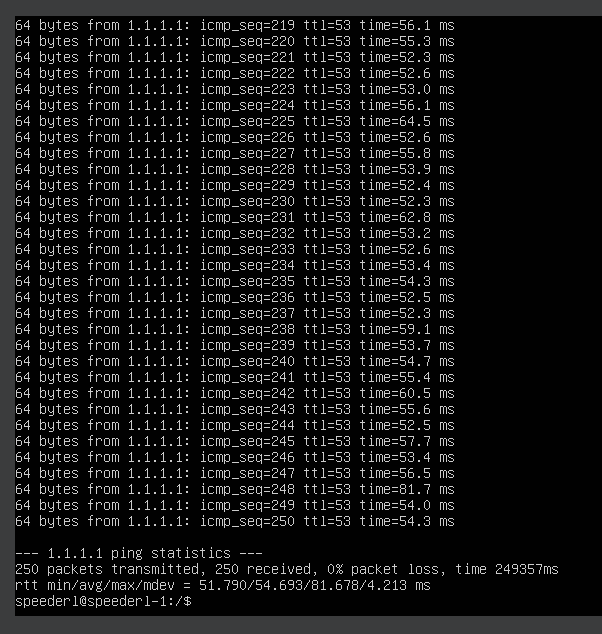 64 bytes from 1.1.1.1: icmp_seq=219 ttl=53 time=56.1 ms
64 bytes from 1.1.1.1: icmp_seq=220 ttl=53 time=55.3 ms
64 bytes from 1.1.1.1: icmp_seq=221 ttl=53 time=52.3 ms
64 bytes from 1.1.1.1: icmp_seq=222 ttl=53 time=52.6 ms
64 bytes from 1.1.1.1: icmp_seq=223 ttl=53 time=53.0 ms
64 bytes from 1.1.1.1: icmp_seq=224 ttl=53 time=56.1 ms
64 bytes from 1.1.1.1: icmp_seq=225 ttl=53 time=64.5 ms
64 bytes from 1.1.1.1: icmp_seq=226 ttl=53 time=52.6 ms
64 bytes from 1.1.1.1: icmp_seq=227 ttl=53 time=55.8 ms
64 bytes from 1.1.1.1: icmp_seq=228 ttl=53 time=53.9 ms
64 bytes from 1.1.1.1: icmp_seq=229 ttl=53 time=52.4 ms
64 bytes from 1.1.1.1: icmp_seq=230 ttl=53 time=52.3 ms
64 bytes from 1.1.1.1: icmp_seq=231 ttl=53 time=62.8 ms
64 bytes from 1.1.1.1: icmp_seq=232 ttl=53 time=53.2 ms
64 bytes from 1.1.1.1: icmp_seq=233 ttl=53 time=52.6 ms
64 bytes from 1.1.1.1: icmp_seq=234 ttl=53 time=53.4 ms
64 bytes from 1.1.1.1: icmp_seq=235 ttl=53 time=54.3 ms
64 bytes from 1.1.1.1: icmp_seq=236 ttl=53 time=52.5 ms
64 bytes from 1.1.1.1: icmp_seq=237 ttl=53 time=52.3 ms
64 bytes from 1.1.1.1: icmp_seq=238 ttl=53 time=59.1 ms
64 bytes from 1.1.1.1: icmp_seq=239 ttl=53 time=53.7 ms
64 bytes from 1.1.1.1: icmp_seq=240 ttl=53 time=54.7 ms
64 bytes from 1.1.1.1: icmp_seq=241 ttl=53 time=55.4 ms
64 bytes from 1.1.1.1: icmp_seq=242 ttl=53 time=60.5 ms
64 bytes from 1.1.1.1: icmp_seq=243 ttl=53 time=55.6 ms
64 bytes from 1.1.1.1: icmp_seq=244 ttl=53 time=52.5 ms
64 bytes from 1.1.1.1: icmp_seq=245 ttl=53 time=57.7 ms
64 bytes from 1.1.1.1: icmp_seq=246 ttl=53 time=53.4 ms
64 bytes from 1.1.1.1: icmp_seq=247 ttl=53 time=56.5 ms
64 bytes from 1.1.1.1: icmp_seq=248 ttl=53 time=81.7 ms
64 bytes from 1.1.1.1: icmp_seq=249 ttl=53 time=54.0 ms
64 bytes from 1.1.1.1: icmp_seq=250 ttl=53 time=54.3 ms
--- 1.1.1.1 ping statistics ---
250 packets transmitted, 250 received, 0% packet loss, time 249357ms
rtt min/avg/max/mdev = 51.790/54.693/81.678/4.213 ms
speederl@speederl-1:/$